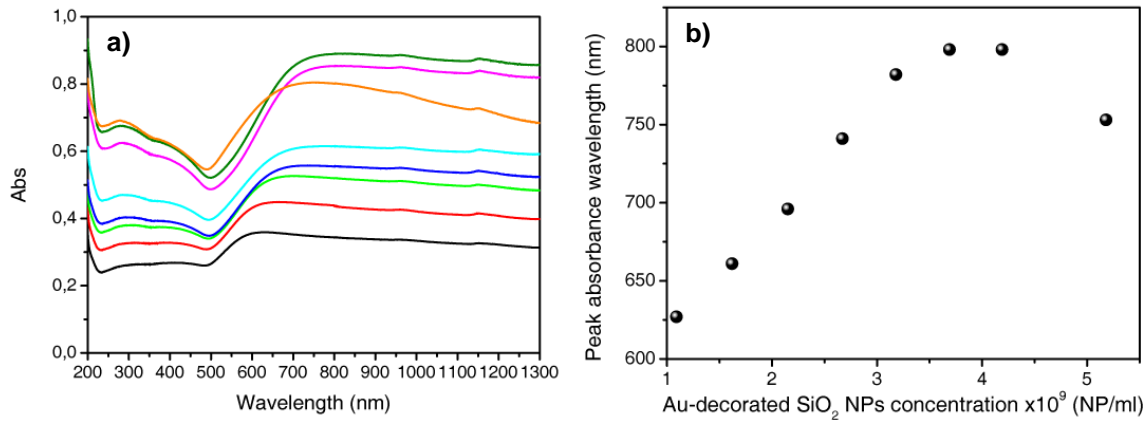 a)
1,0
0,8
0,6
0,4
0,2
0,0
Abs
200 300 400 500 600 700 800 900 1000 1100 1200 1300
Wavelength (nm)
b)
800
750
700
650
600
Peak absorbance wavelength (nm)
1 2 3 4 5
Au-decorated SiO₂ NPs concentration x10⁹ (NP/ml)